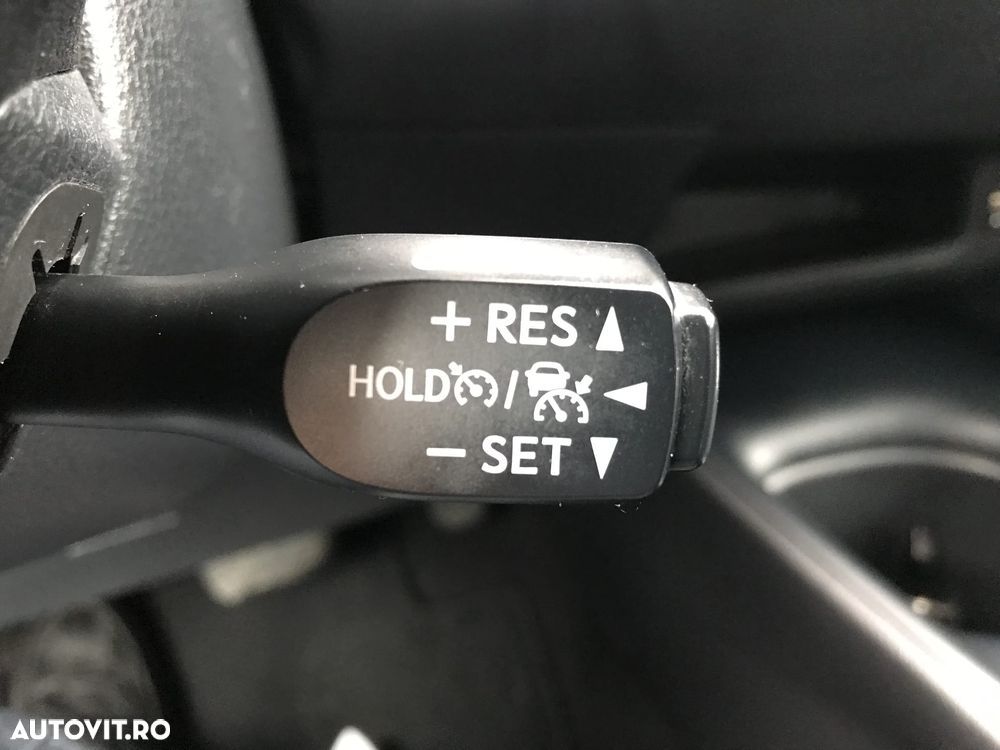 + RES ▲
HOLD / ◀
− SET ▼
AUTOVIT.RO